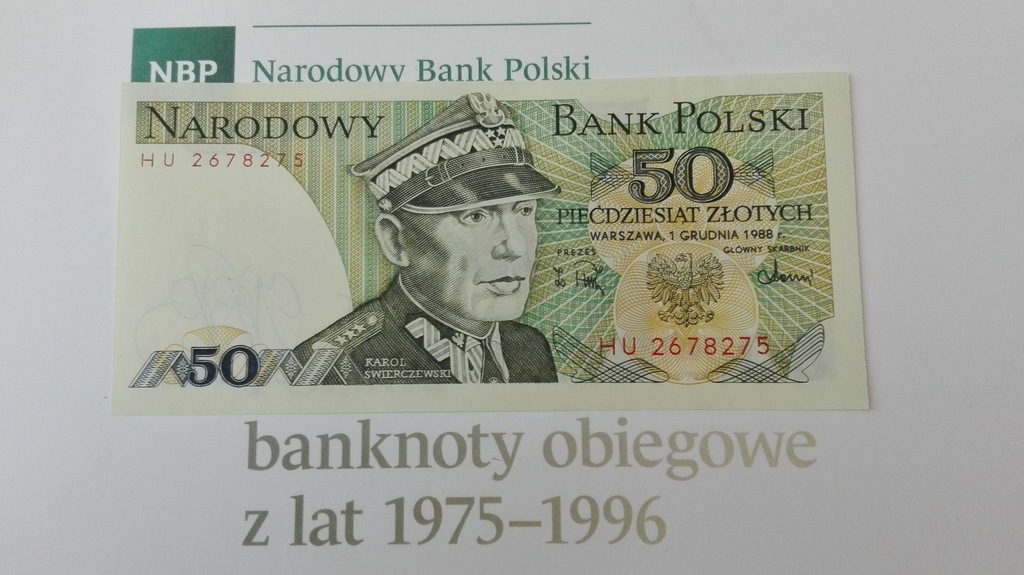 NBP Narodowy Bank Polski
NARODOWY BANK POLSKI
HU 2678275
50
PIĘĆDZIESIĄT ZŁOTYCH
WARSZAWA, 1 GRUDNIA 1988 r.
PREZES GŁÓWNY SKARBNIK
HU 2678275
50
KAROL
ŚWIERCZEWSKI
banknoty obiegowe
z lat 1975–1996